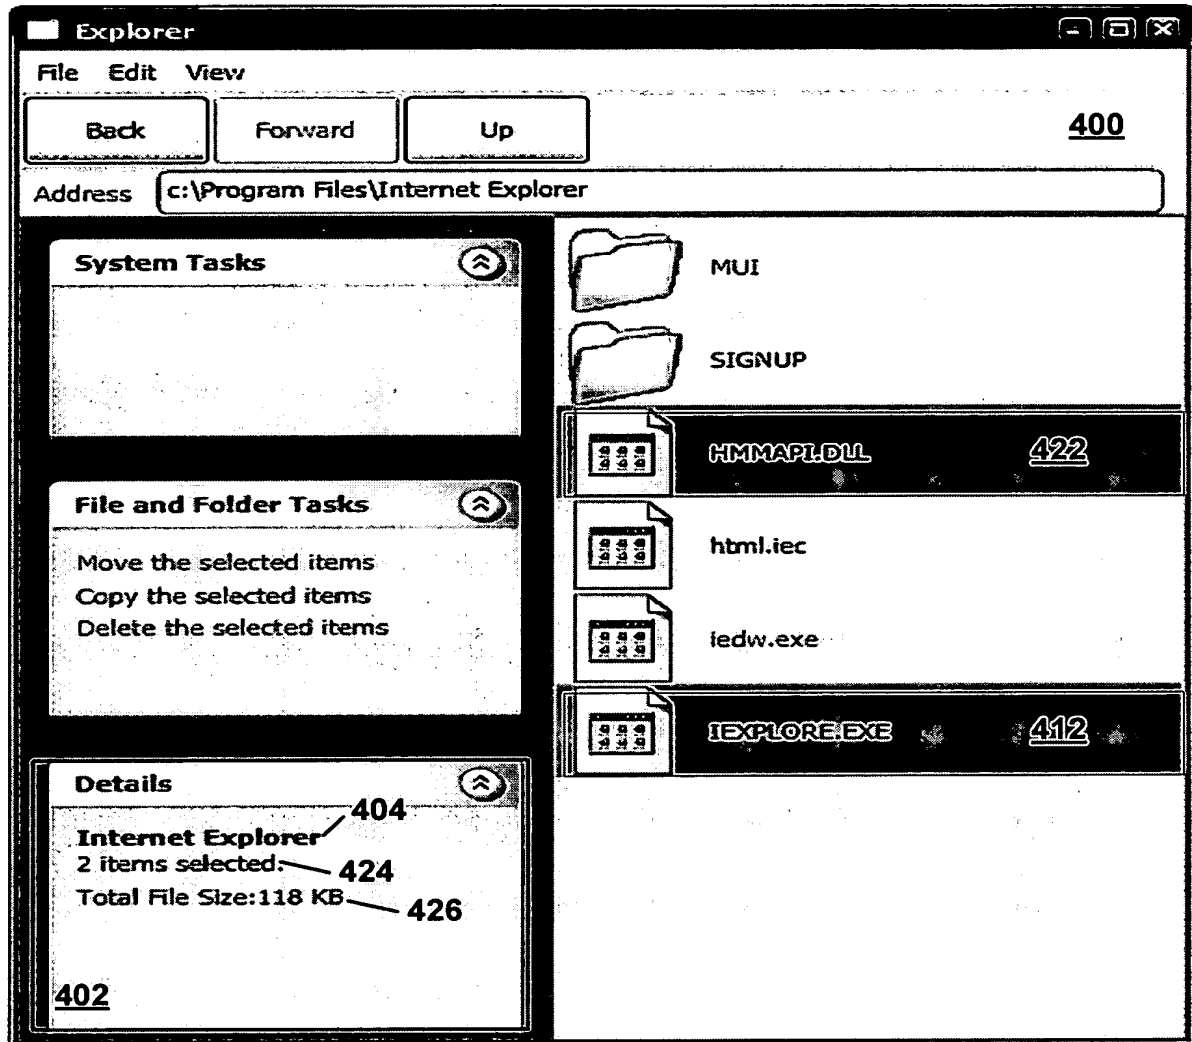 Explorer
File Edit View
Back Forward Up 400
Address c:\Program Files\Internet Explorer
System Tasks
File and Folder Tasks
Move the selected items
Copy the selected items
Delete the selected items
Details
Internet Explorer 404
2 items selected. 424
Total File Size:118 KB 426
402
MUI
SIGNUP
HMMAPI.DLL 422
html.iec
iedw.exe
IEXPLORE.EXE 412